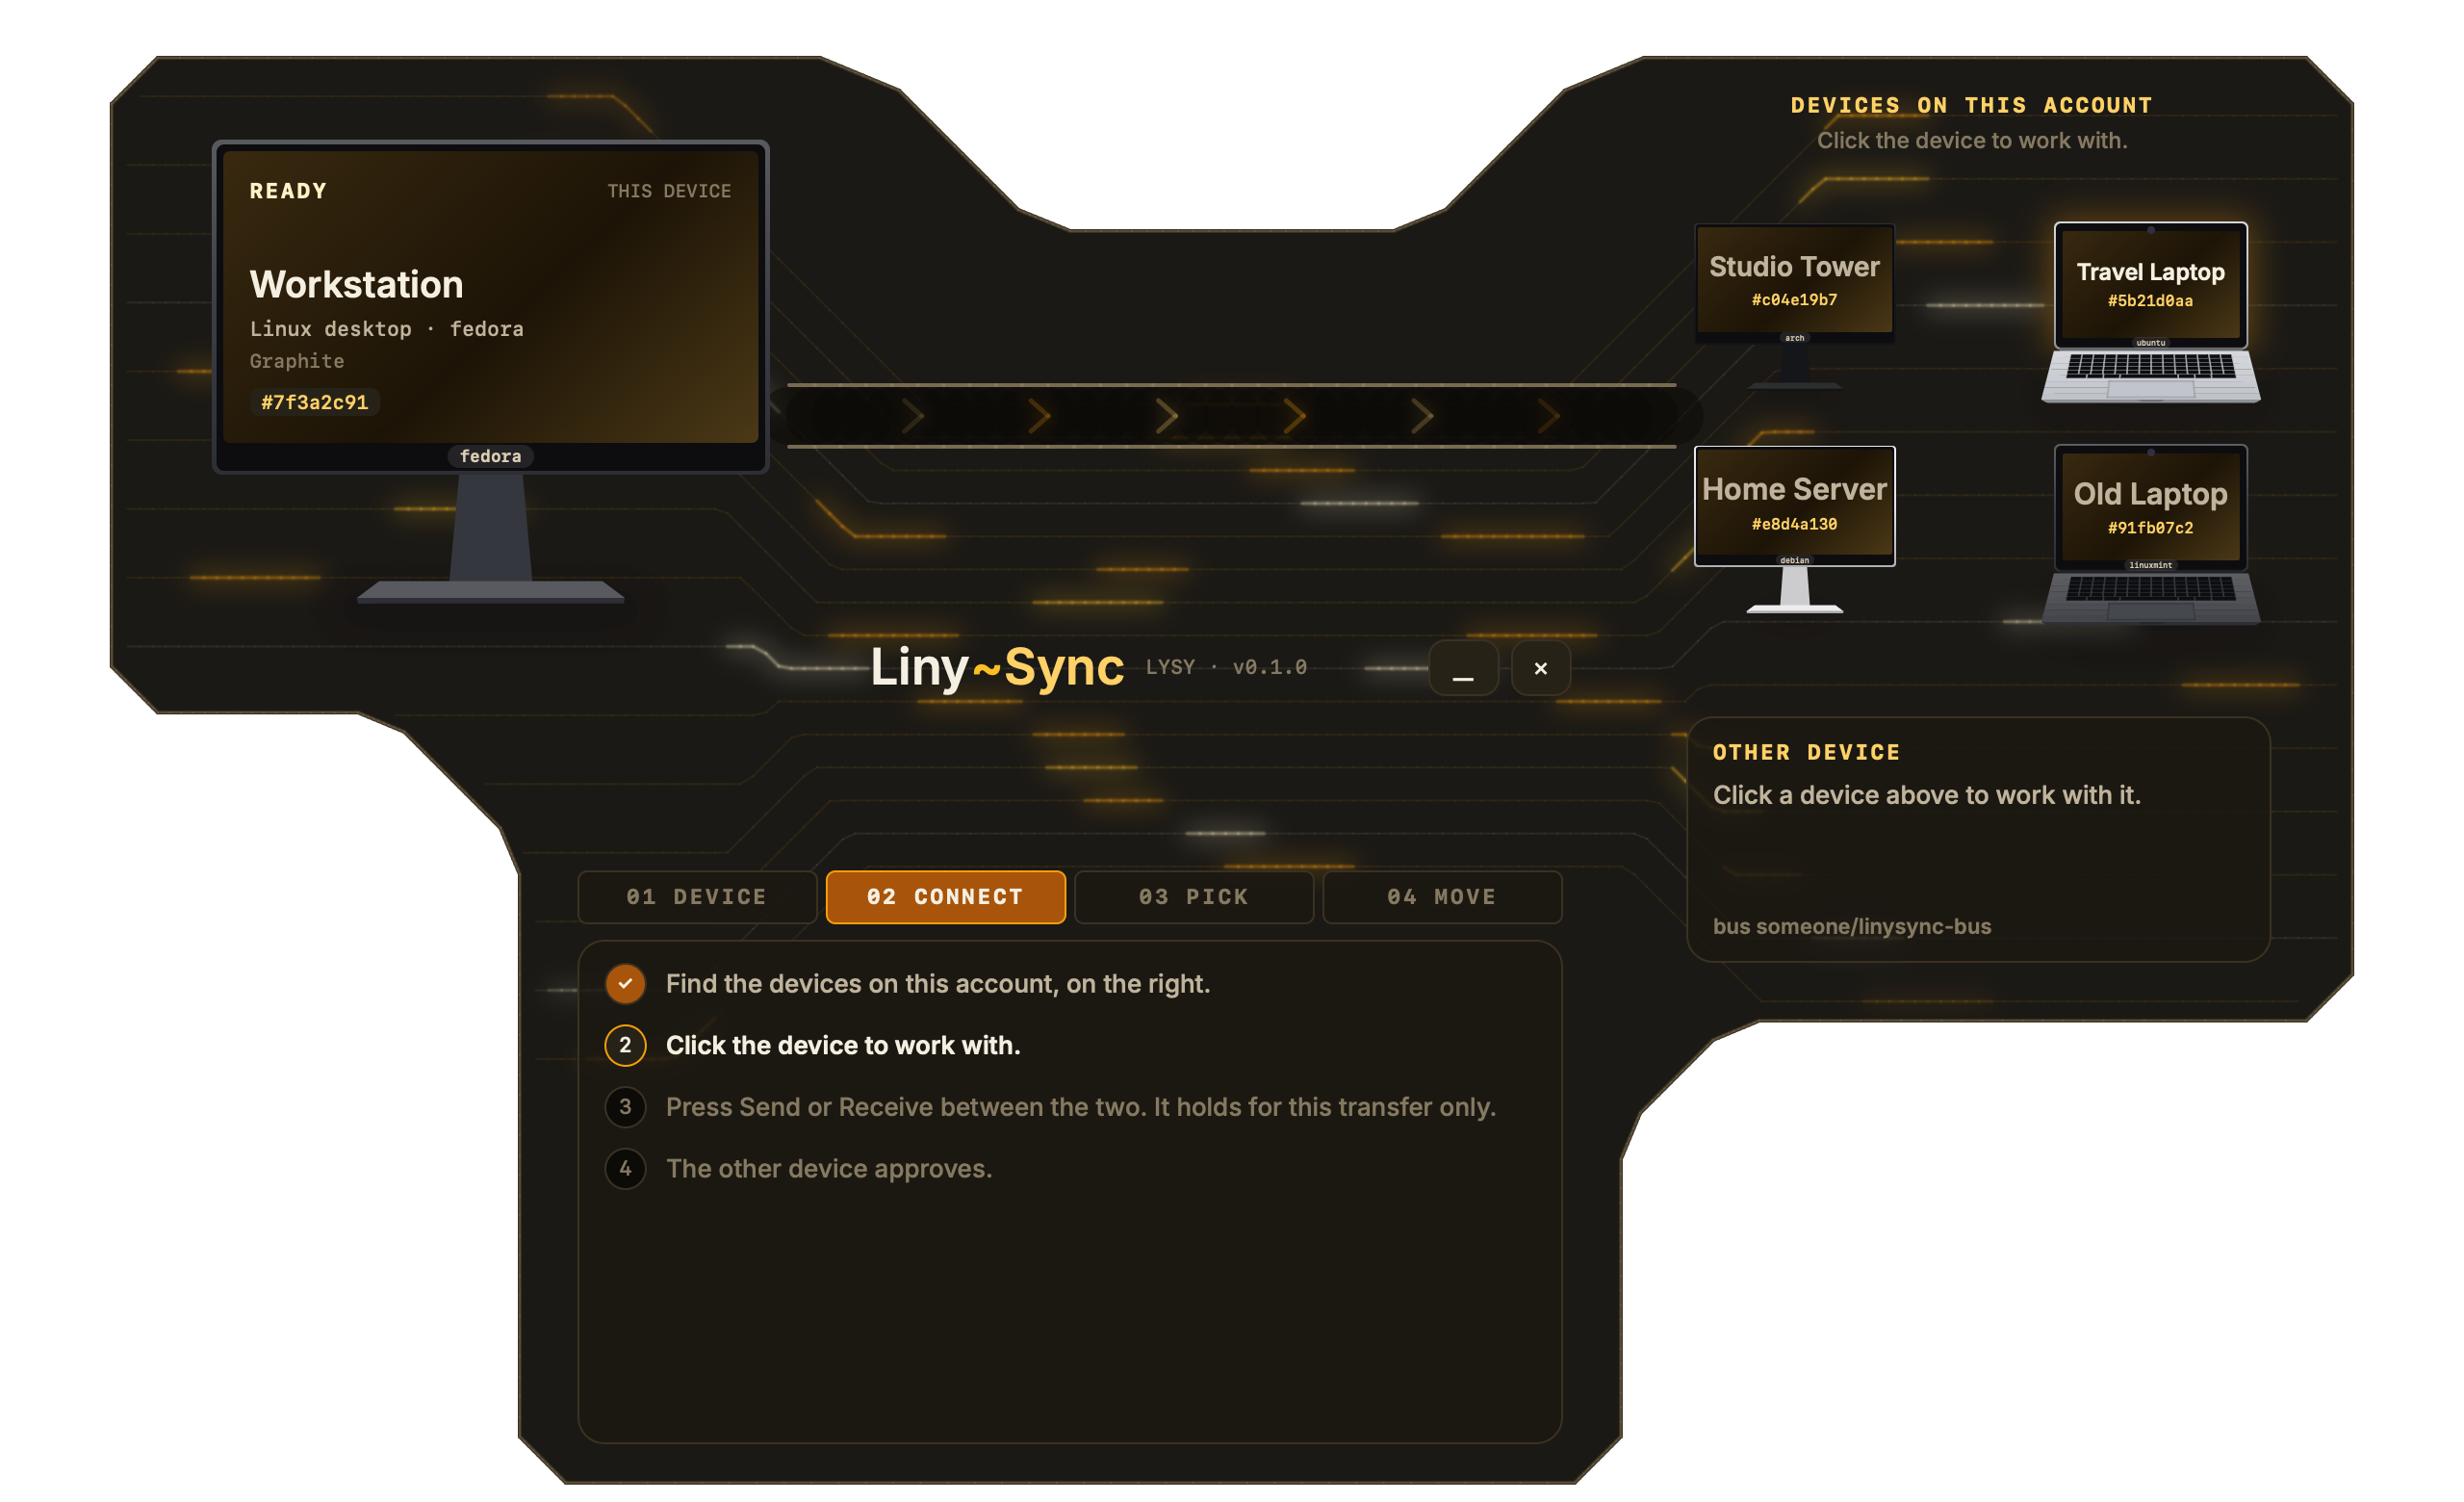 READY
THIS DEVICE
Workstation
Linux desktop · fedora
Graphite
#7f3a2c91
fedora
DEVICES ON THIS ACCOUNT
Click the device to work with.
Studio Tower
#c04e19b7
arch
Travel Laptop
#5b21d0aa
ubuntu
Home Server
#e8d4a130
debian
Old Laptop
#91fb07c2
linuxmint
Liny~Sync LYSY · v0.1.0
OTHER DEVICE
Click a device above to work with it.
bus someone/linysync-bus
01 DEVICE
02 CONNECT
03 PICK
04 MOVE
Find the devices on this account, on the right.
2 Click the device to work with.
3 Press Send or Receive between the two. It holds for this transfer only.
4 The other device approves.